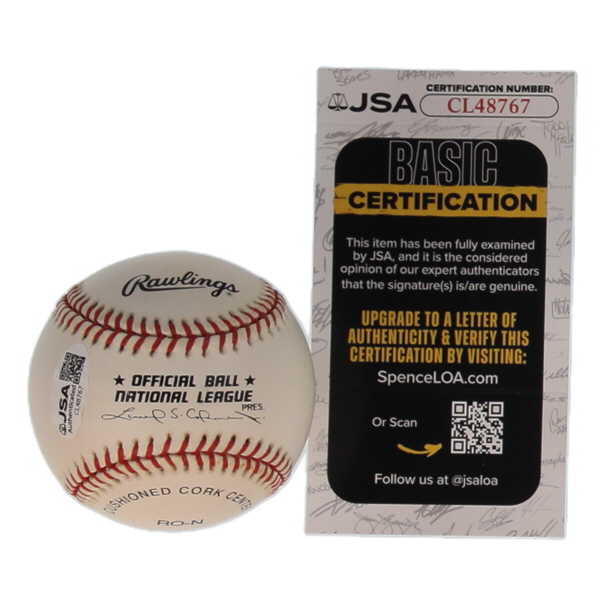 Rawlings
★ OFFICIAL BALL ★
NATIONAL LEAGUE
PRES.
CUSHIONED CORK CENTER
RO-N
JSA
Authenticated
CL48767
JSA
CERTIFICATION NUMBER:
CL48767
BASIC
CERTIFICATION
This item has been fully examined
by JSA, and it is the considered
opinion of our expert authenticators
that the signature(s) is/are genuine.
UPGRADE TO A LETTER OF
AUTHENTICITY & VERIFY THIS
CERTIFICATION BY VISITING:
SpenceLOA.com
Or Scan
Follow us at @jsaloa